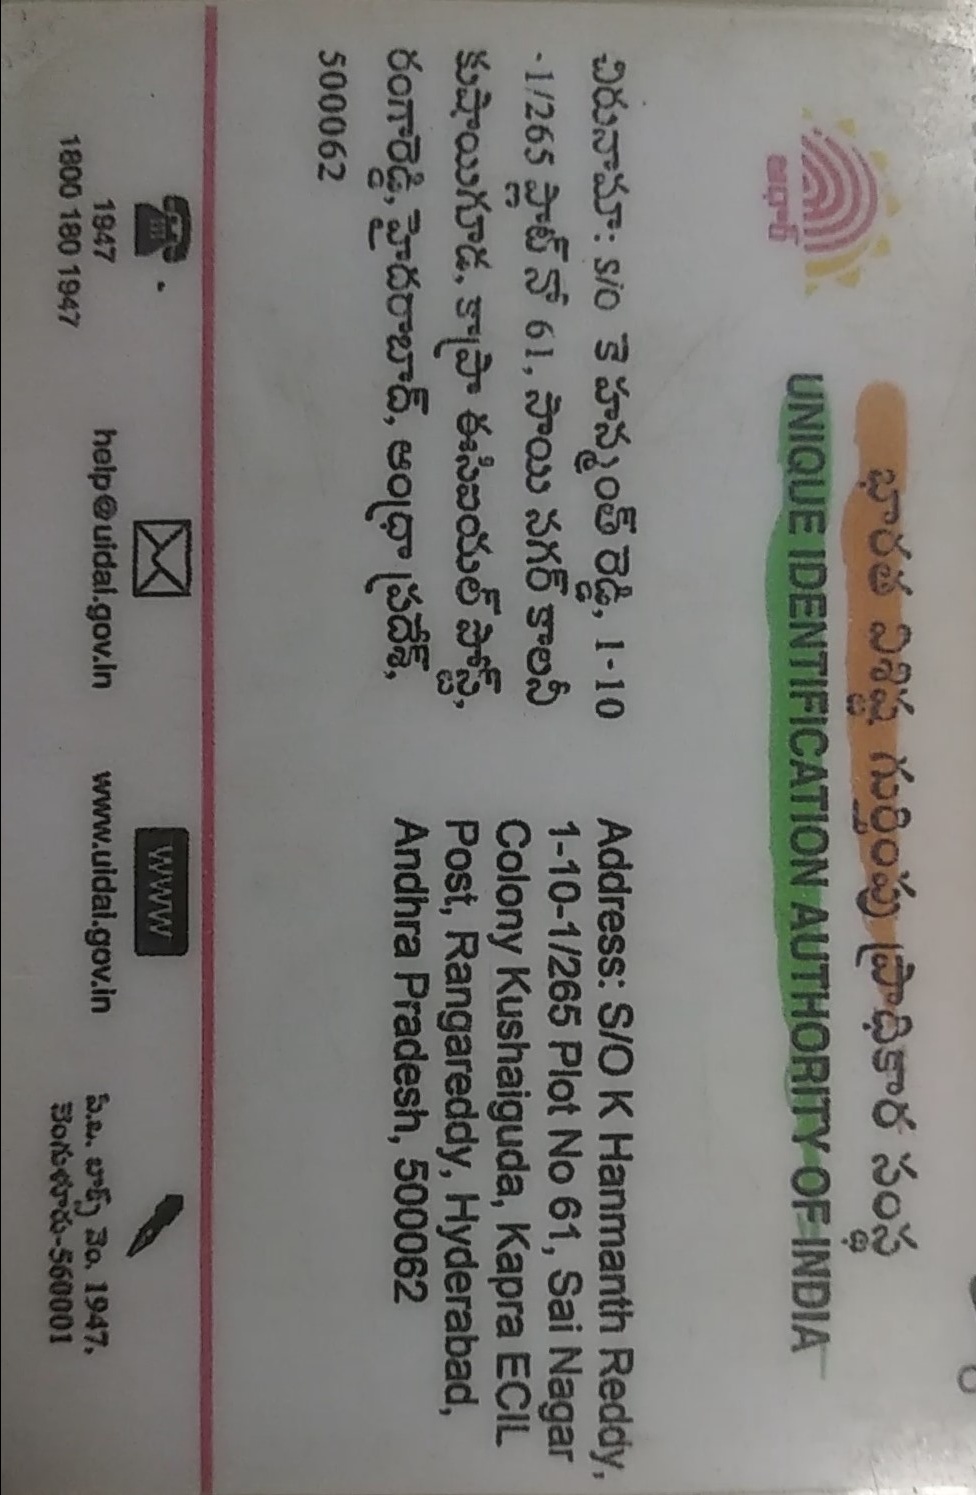 భారత విశిష్ట గుర్తింపు ప్రాధికార సంస్థ
UNIQUE IDENTIFICATION AUTHORITY OF INDIA
ఆధార్
చిరునామా: S/O కె హన్మంత్ రెడ్డి, 1-10
-1/265 ప్లాట్ నో 61, సాయి నగర్ కాలనీ
కుషాయిగూడ, కాప్రా ఈసిఐయల్ పోస్ట్,
రంగారెడ్డి, హైదరాబాద్, ఆంధ్రా ప్రదేశ్,
500062
Address: S/O K Hanmanth Reddy,
1-10-1/265 Plot No 61, Sai Nagar
Colony Kushaiguda, Kapra ECIL
Post, Rangareddy, Hyderabad,
Andhra Pradesh, 500062
1947
1800 180 1947
help@uidai.gov.in
WWW
www.uidai.gov.in
పి.ఒ. బాక్స్ నెం. 1947,
బెంగుళూరు-560001